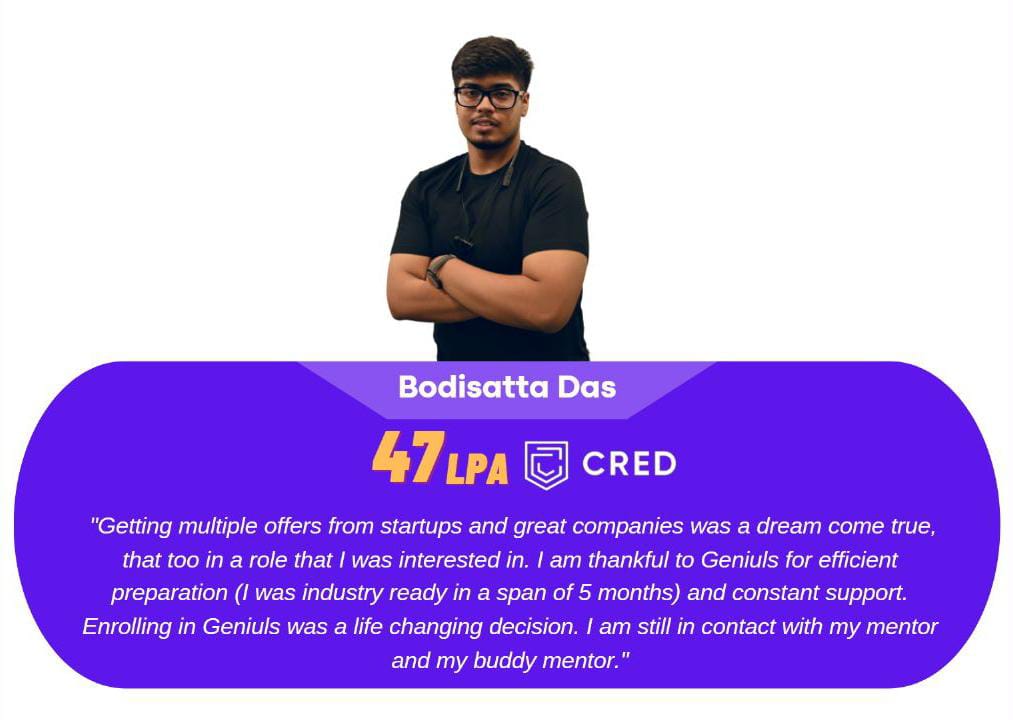 Bodisatta Das
47 LPA CRED
"Getting multiple offers from startups and great companies was a dream come true,
that too in a role that I was interested in. I am thankful to Geniuls for efficient
preparation (I was industry ready in a span of 5 months) and constant support.
Enrolling in Geniuls was a life changing decision. I am still in contact with my mentor
and my buddy mentor."